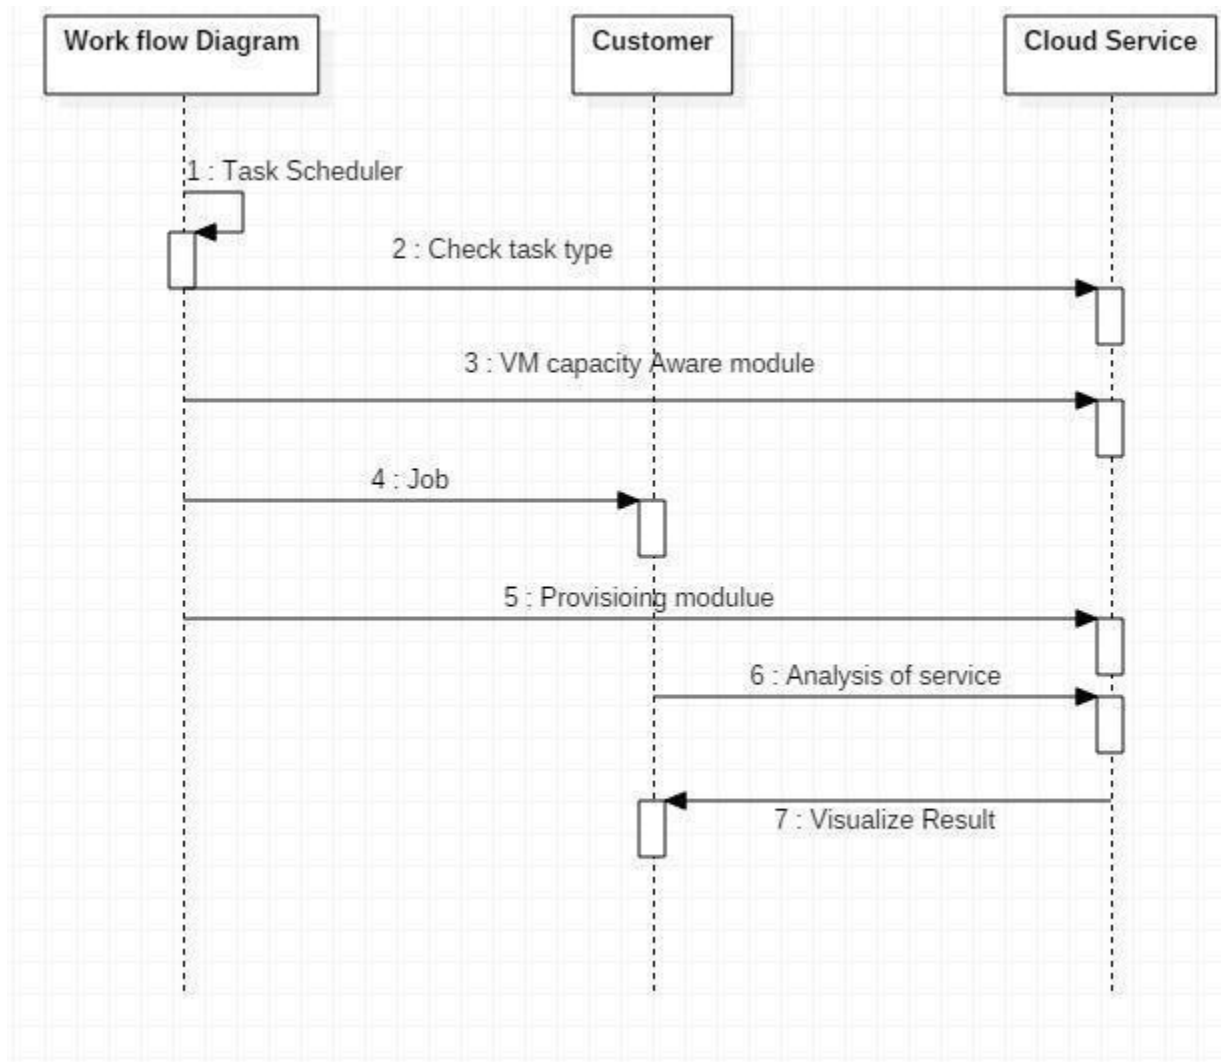 Work flow Diagram
Customer
Cloud Service
1 : Task Scheduler
2 : Check task type
3 : VM capacity Aware module
4 : Job
5 : Provisioing modulue
6 : Analysis of service
7 : Visualize Result